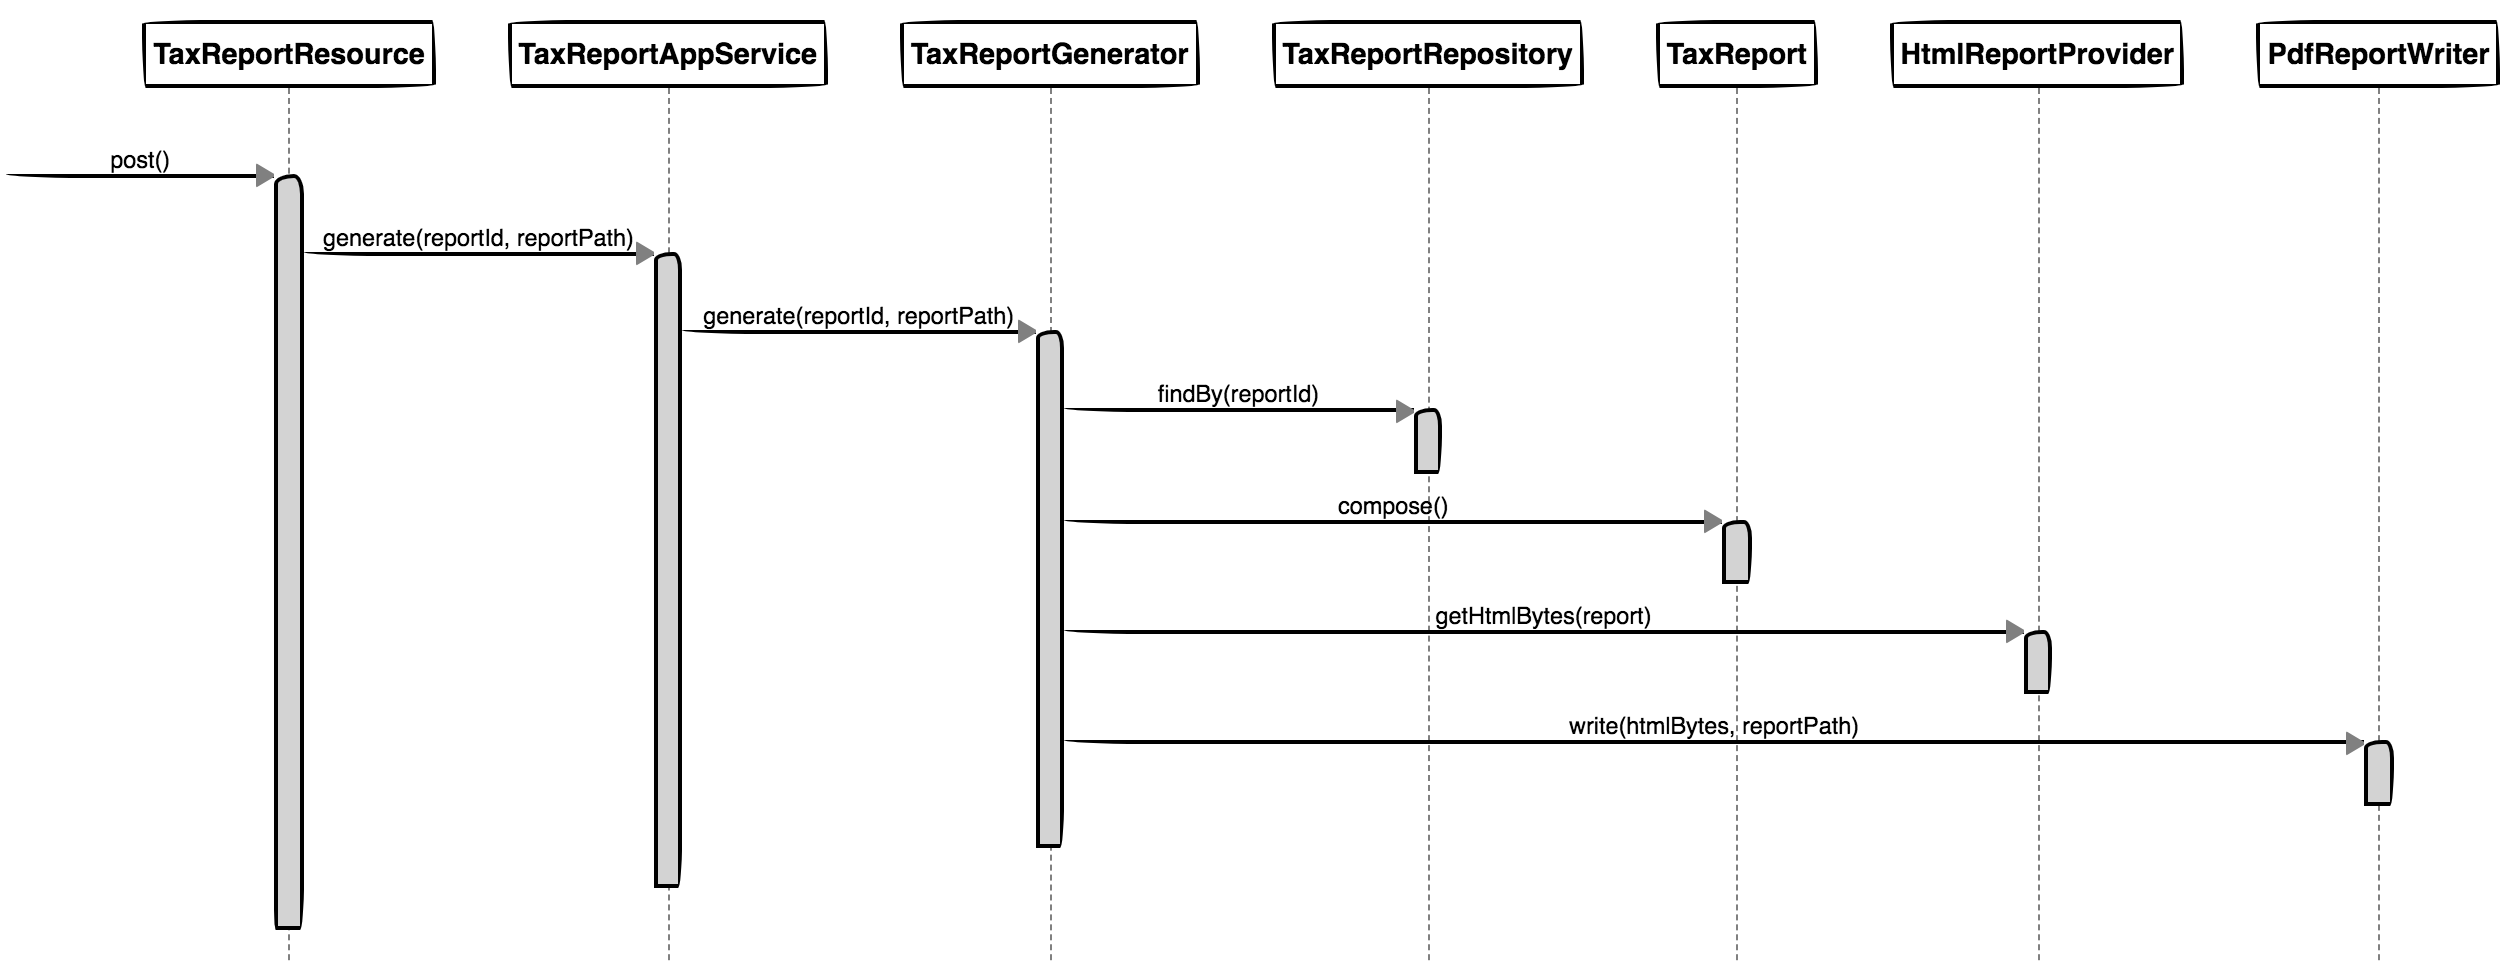 TaxReportResource
TaxReportAppService
TaxReportGenerator
TaxReportRepository
TaxReport
HtmlReportProvider
PdfReportWriter
post()
generate(reportId, reportPath)
generate(reportId, reportPath)
findBy(reportId)
compose()
getHtmlBytes(report)
write(htmlBytes, reportPath)